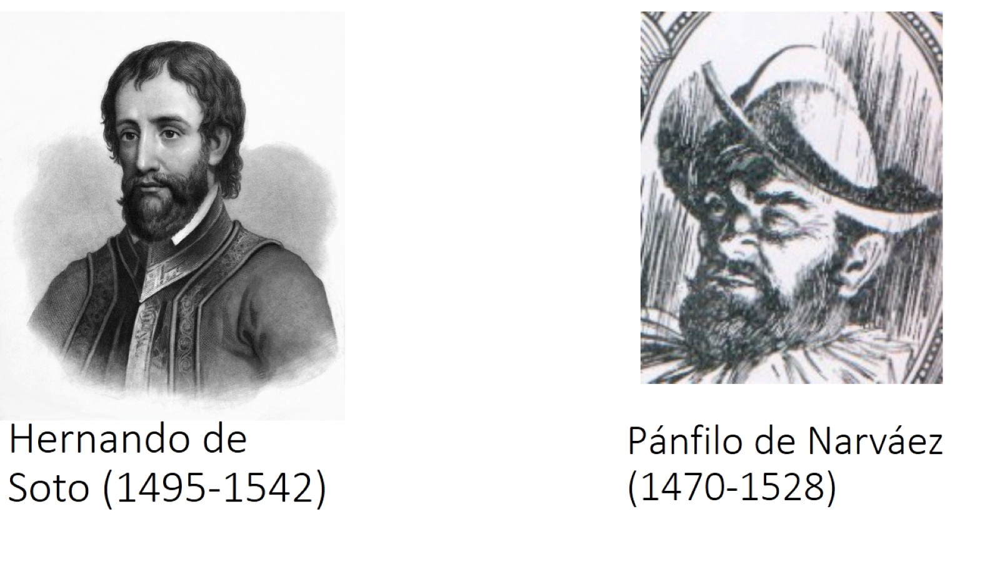 Hernando de
Soto (1495-1542)
Pánfilo de Narváez
(1470-1528)